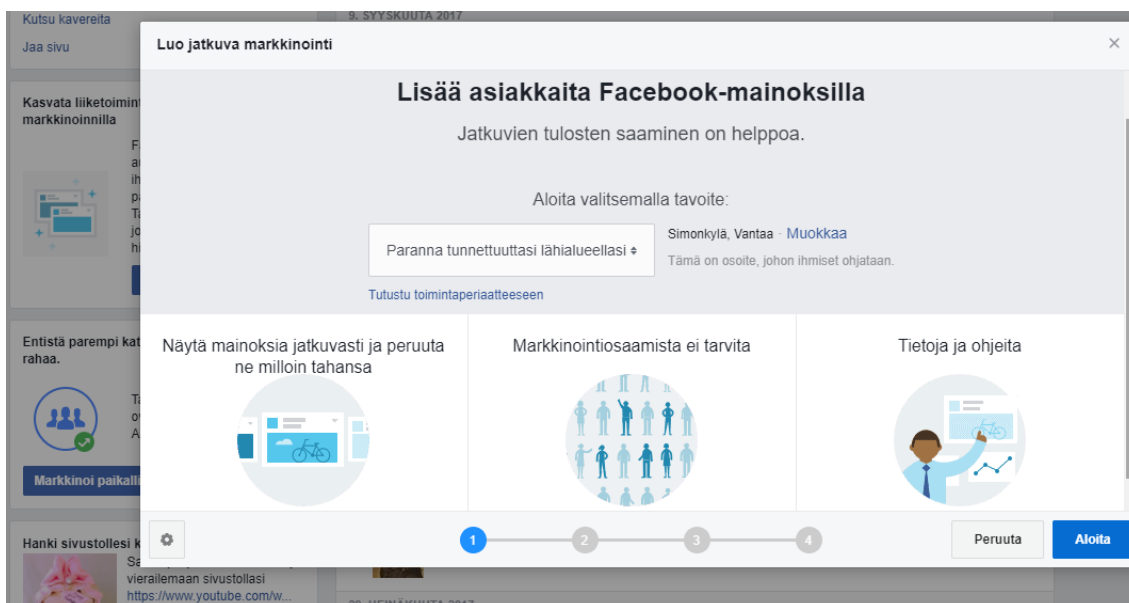 Kutsu kavereita
Jaa sivu
Kasvata liiketoimint
markkinoinnilla
Entistä parempi kat
rahaa.
Markkinoi paikalli
Hanki sivustollesi k
vierailemaan sivustollasi
https://www.youtube.com/w...
9. SYYSKUUTA 2017
Luo jatkuva markkinointi
Lisää asiakkaita Facebook-mainoksilla
Jatkuvien tulosten saaminen on helppoa.
Aloita valitsemalla tavoite:
Paranna tunnettuuttasi lähialueellasi
Simonkylä, Vantaa · Muokkaa
Tämä on osoite, johon ihmiset ohjataan.
Tutustu toimintaperiaatteeseen
Näytä mainoksia jatkuvasti ja peruuta
ne milloin tahansa
Markkinointiosaamista ei tarvita
Tietoja ja ohjeita
1 2 3 4
Peruuta
Aloita